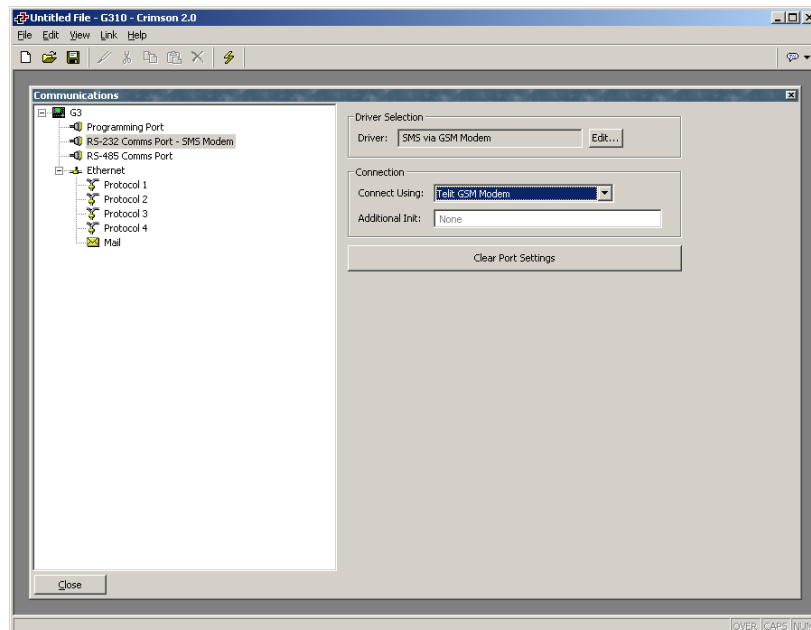 Untitled File - G310 - Crimson 2.0
File Edit View Link Help
Communications
G3
Programming Port
RS-232 Comms Port - SMS Modem
RS-485 Comms Port
Ethernet
Protocol 1
Protocol 2
Protocol 3
Protocol 4
Mail
Driver Selection
Driver: SMS via GSM Modem Edit...
Connection
Connect Using: Telit GSM Modem
Additional Init: None
Clear Port Settings
Close
OVER CAPS NUM